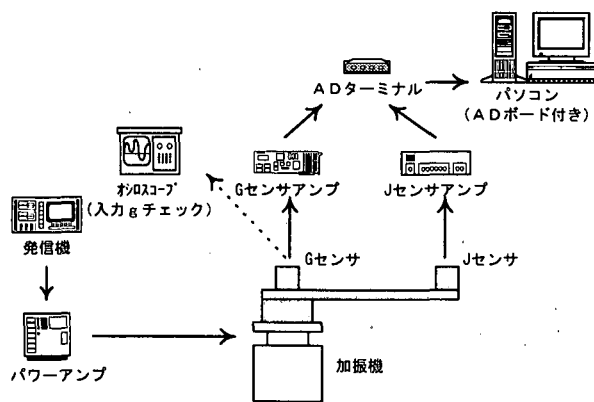 ADターミナル
パソコン
(ADボード付き)
オシロスコープ
(入力gチェック)
Gセンサアンプ
Jセンサアンプ
発信機
Gセンサ
Jセンサ
パワーアンプ
加振機